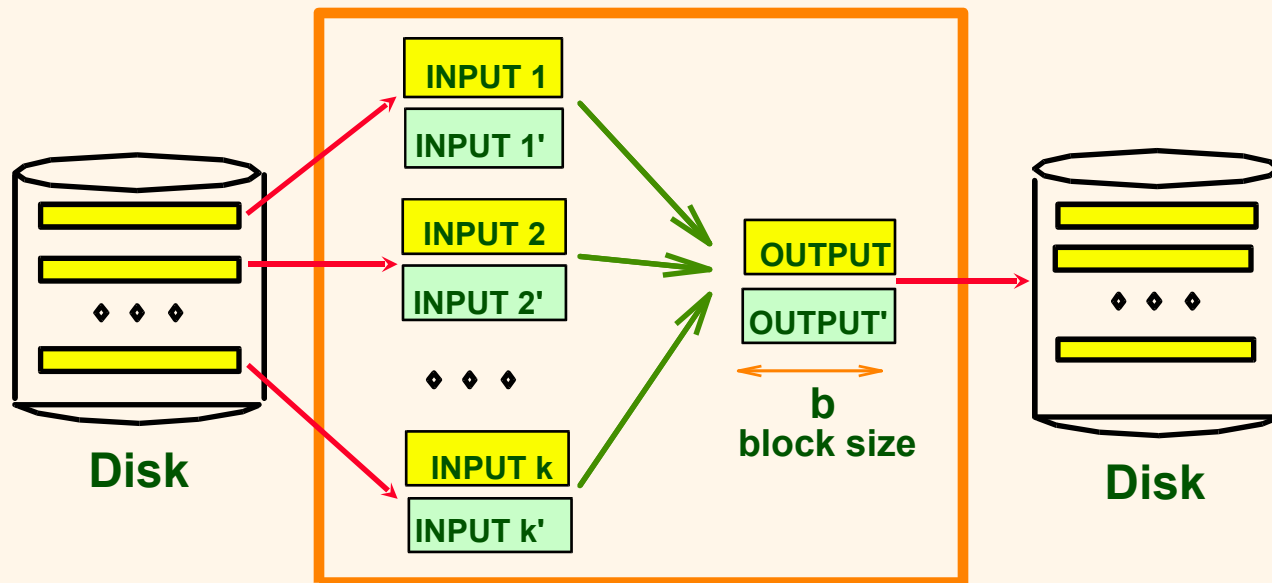 INPUT 1
INPUT 1'
INPUT 2
INPUT 2'
INPUT k
INPUT k'
OUTPUT
OUTPUT'
b
block size
Disk
Disk